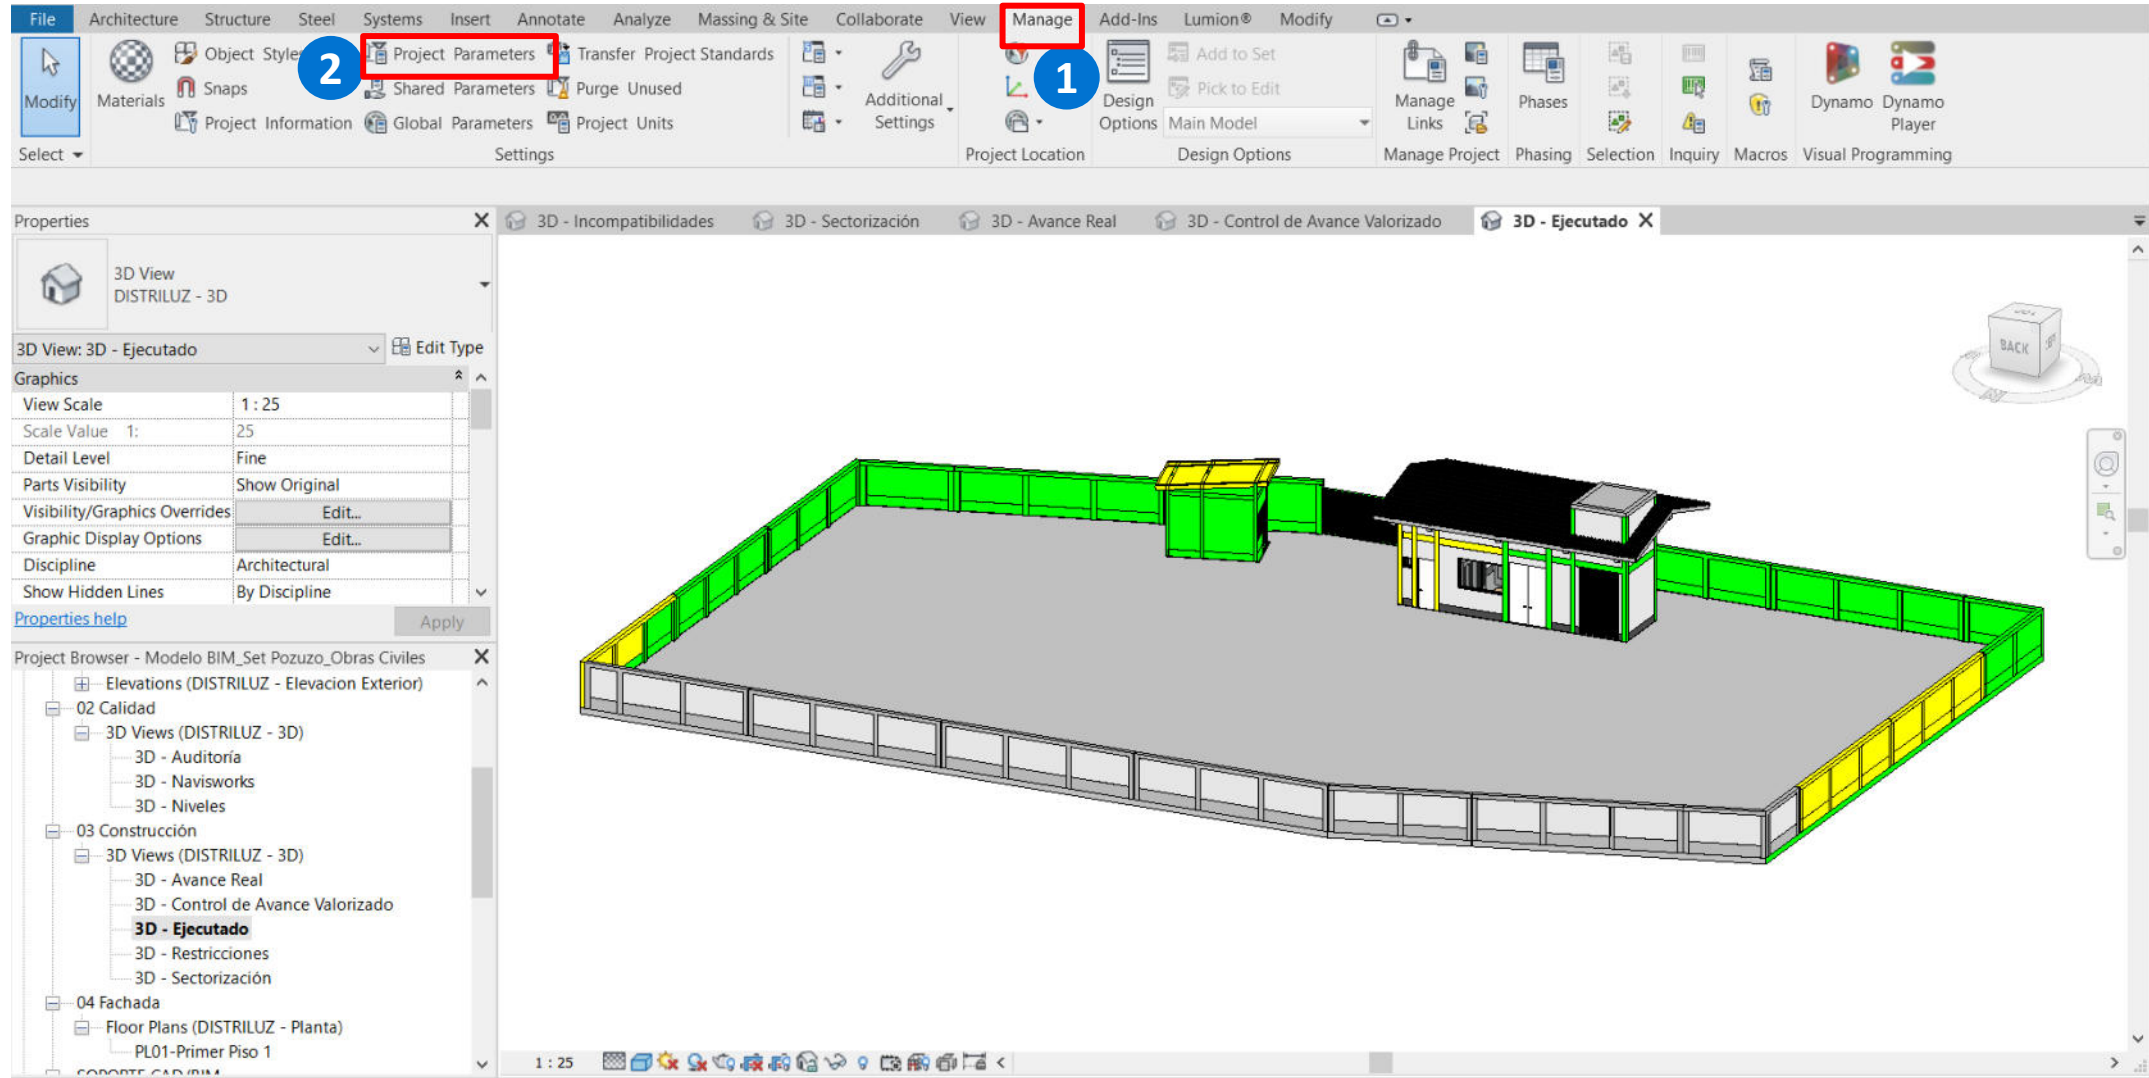 File Architecture Structure Steel Systems Insert Annotate Analyze Massing & Site Collaborate View Manage Add-Ins Lumion® Modify
Modify
Materials
Object Styles
Snaps
Project Information
2
Project Parameters
Shared Parameters
Global Parameters
Transfer Project Standards
Purge Unused
Project Units
Additional
Settings
1
Design
Options
Add to Set
Pick to Edit
Main Model
Manage
Links
Phases
Dynamo
Dynamo
Player
Select
Settings
Project Location
Design Options
Manage Project
Phasing
Selection
Inquiry
Macros
Visual Programming
Properties
3D - Incompatibilidades
3D - Sectorización
3D - Avance Real
3D - Control de Avance Valorizado
3D - Ejecutado
3D View
DISTRILUZ - 3D
3D View: 3D - Ejecutado
Edit Type
Graphics
View Scale 1 : 25
Scale Value 1: 25
Detail Level Fine
Parts Visibility Show Original
Visibility/Graphics Overrides Edit...
Graphic Display Options Edit...
Discipline Architectural
Show Hidden Lines By Discipline
Properties help
Apply
BACK
Project Browser - Modelo BIM_Set Pozuzo_Obras Civiles
Elevations (DISTRILUZ - Elevacion Exterior)
02 Calidad
3D Views (DISTRILUZ - 3D)
3D - Auditoría
3D - Navisworks
3D - Niveles
03 Construcción
3D Views (DISTRILUZ - 3D)
3D - Avance Real
3D - Control de Avance Valorizado
3D - Ejecutado
3D - Restricciones
3D - Sectorización
04 Fachada
Floor Plans (DISTRILUZ - Planta)
PL01-Primer Piso 1
SOPORTE CAD/BIM
1 : 25